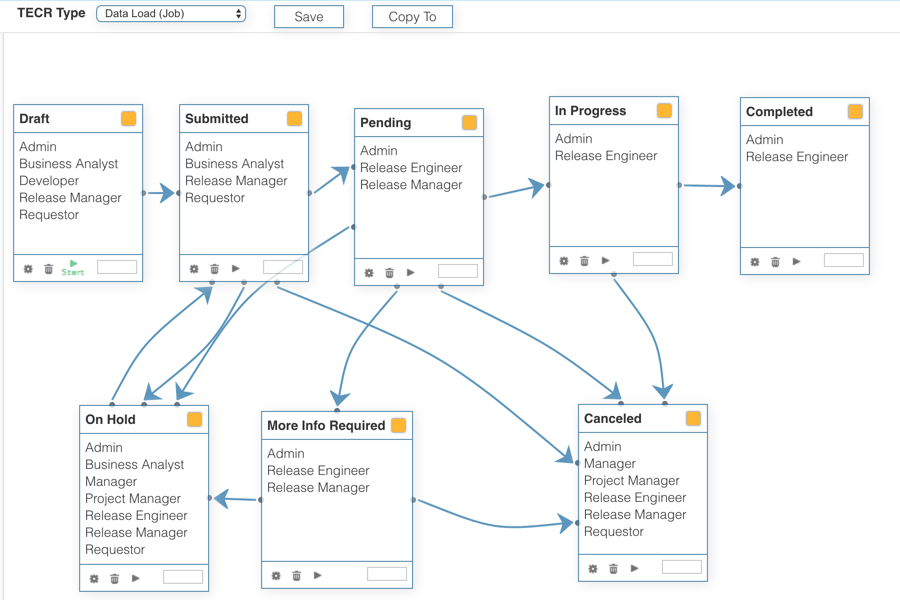 TECR Type Data Load (Job) Save Copy To
Draft
Admin
Business Analyst
Developer
Release Manager
Requestor
Start
Submitted
Admin
Business Analyst
Release Manager
Requestor
Pending
Admin
Release Engineer
Release Manager
In Progress
Admin
Release Engineer
Completed
Admin
Release Engineer
On Hold
Admin
Business Analyst
Manager
Project Manager
Release Engineer
Release Manager
Requestor
More Info Required
Admin
Release Engineer
Release Manager
Canceled
Admin
Manager
Project Manager
Release Engineer
Release Manager
Requestor